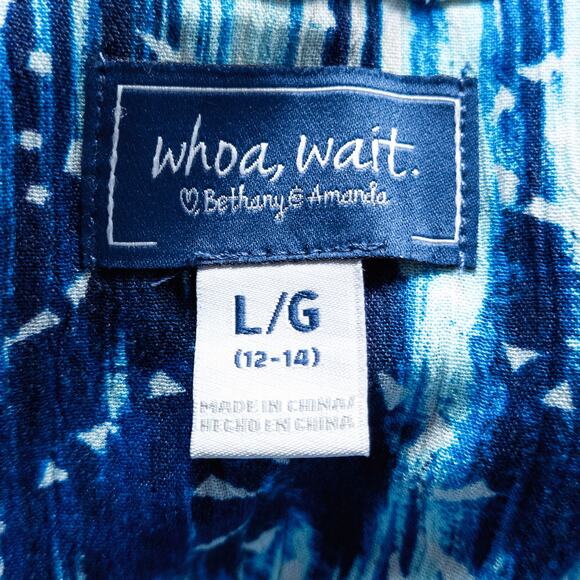 whoa, wait.
♡ Bethany & Amanda
L/G
(12-14)
MADE IN CHINA/
HECHO EN CHINA